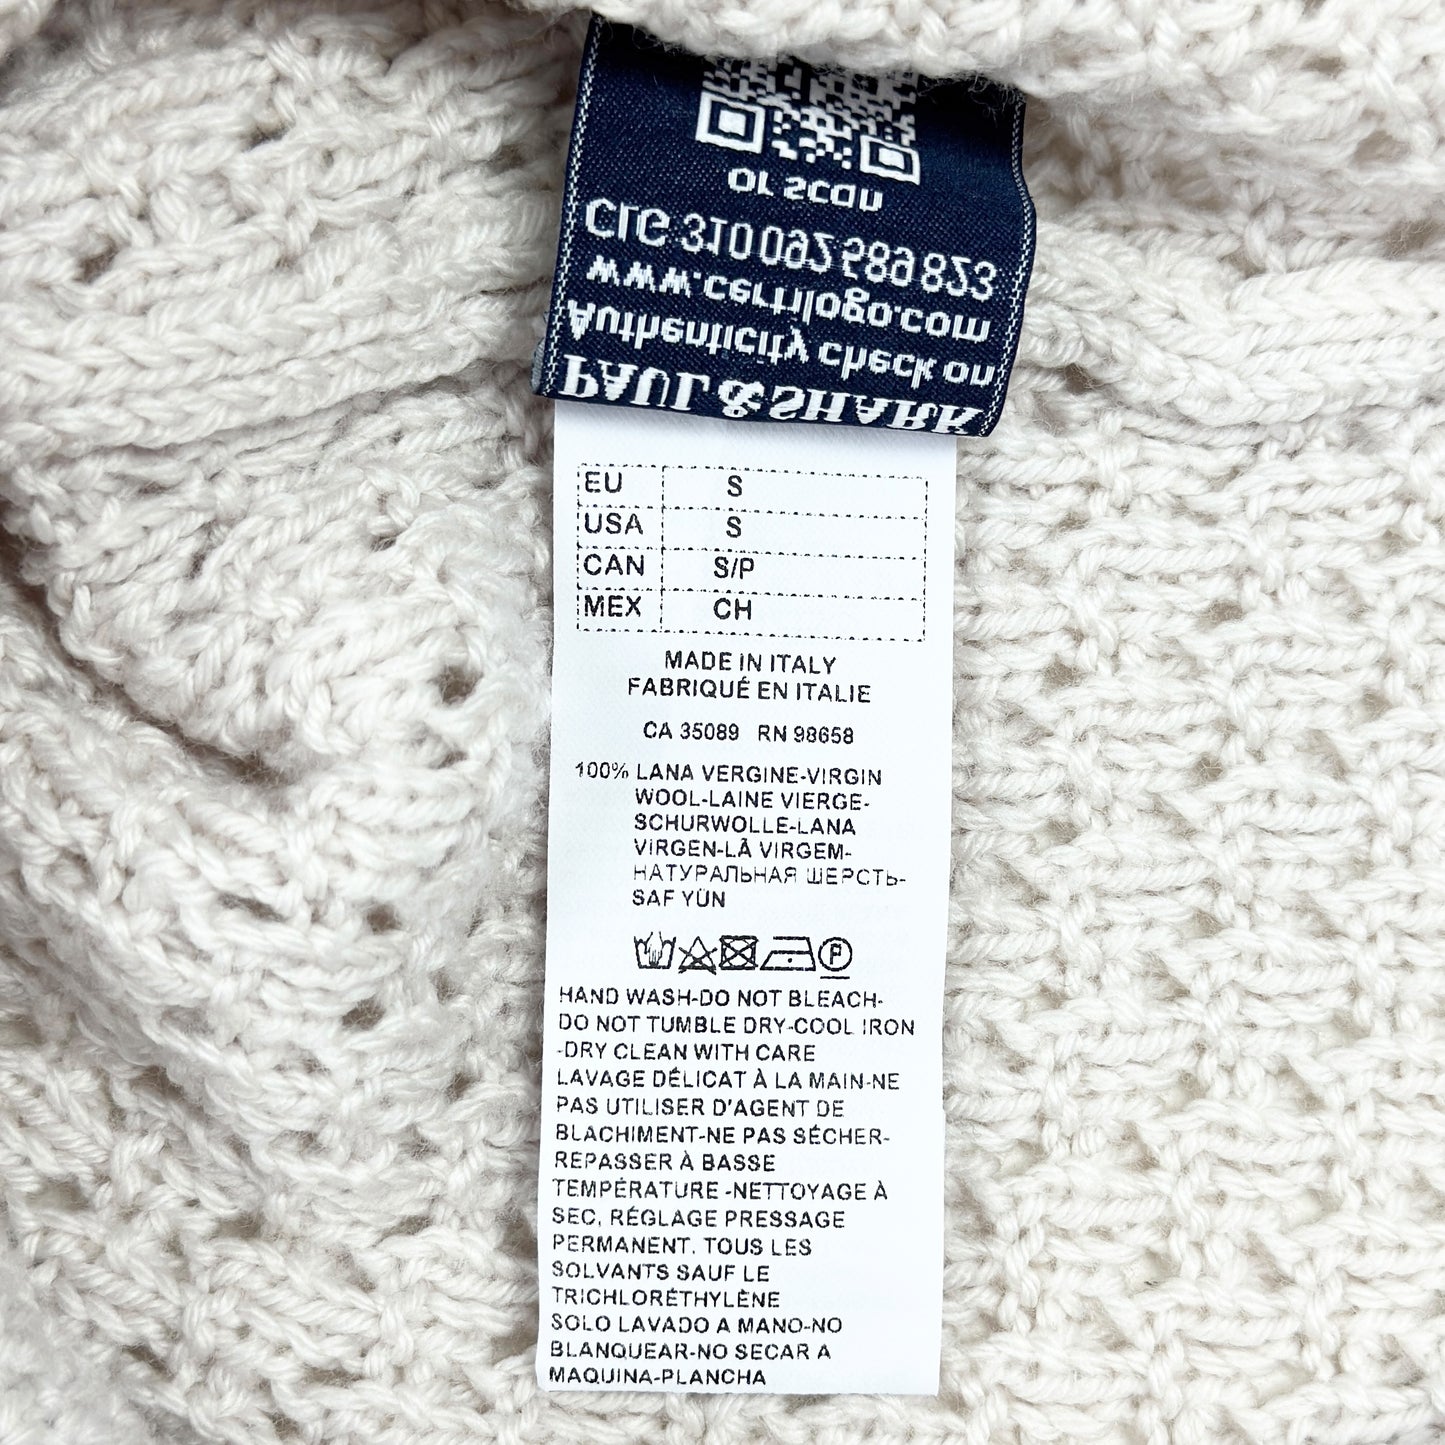 or scan
CLG 310 092 589 823
www.certilogo.com
Authenticity check on
PAUL & SHARK
EU S
USA S
CAN S/P
MEX CH
MADE IN ITALY
FABRIQUÉ EN ITALIE
CA 35089 RN 98658
100% LANA VERGINE-VIRGIN
WOOL-LAINE VIERGE-
SCHURWOLLE-LANA
VIRGEN-LÃ VIRGEM-
НАТУРАЛЬНАЯ ШЕРСТЬ-
SAF YÜN
P
HAND WASH-DO NOT BLEACH-
DO NOT TUMBLE DRY-COOL IRON
-DRY CLEAN WITH CARE
LAVAGE DÉLICAT À LA MAIN-NE
PAS UTILISER D'AGENT DE
BLACHIMENT-NE PAS SÉCHER-
REPASSER À BASSE
TEMPÉRATURE -NETTOYAGE À
SEC, RÉGLAGE PRESSAGE
PERMANENT. TOUS LES
SOLVANTS SAUF LE
TRICHLORÉTHYLÈNE
SOLO LAVADO A MANO-NO
BLANQUEAR-NO SECAR A
MAQUINA-PLANCHA